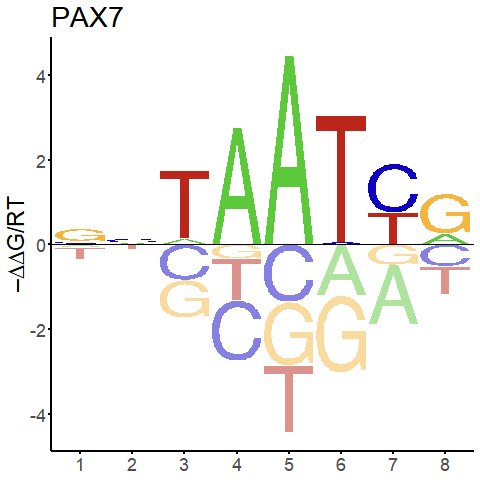 PAX7
−ΔΔG/RT
4
2
0
-2
-4
G T
T C G
A G T C
A C G T
T A G
C T G A
G A C T
1 2 3 4 5 6 7 8